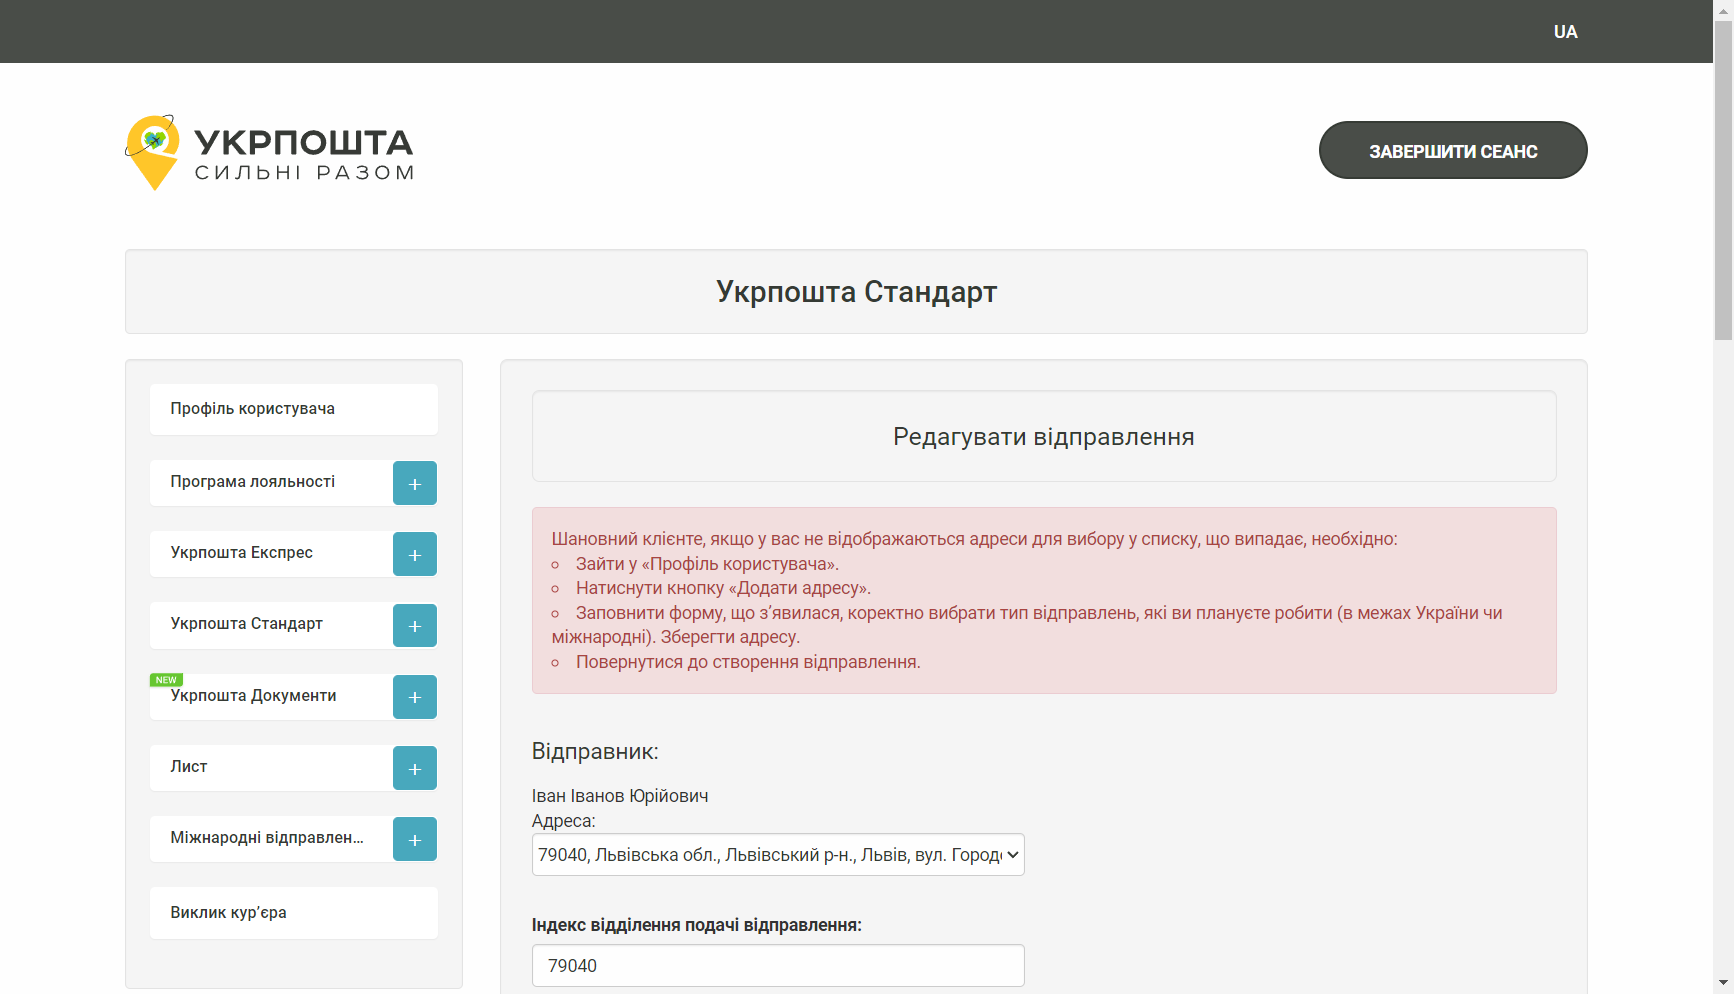 UA
УКРПОШТА
СИЛЬНІ РАЗОМ
ЗАВЕРШИТИ СЕАНС
Укрпошта Стандарт
Профіль користувача
Програма лояльності
+
Укрпошта Експрес
+
Укрпошта Стандарт
+
NEW
Укрпошта Документи
+
Лист
+
Міжнародні відправлен...
+
Виклик кур’єра
Редагувати відправлення
Шановний клієнте, якщо у вас не відображаються адреси для вибору у списку, що випадає, необхідно:
Зайти у «Профіль користувача».
Натиснути кнопку «Додати адресу».
Заповнити форму, що з’явилася, коректно вибрати тип відправлень, які ви плануєте робити (в межах України чи
міжнародні). Зберегти адресу.
Повернутися до створення відправлення.
Відправник:
Іван Іванов Юрійович
Адреса:
79040, Львівська обл., Львівський р-н., Львів, вул. Город
Індекс відділення подачі відправлення:
79040